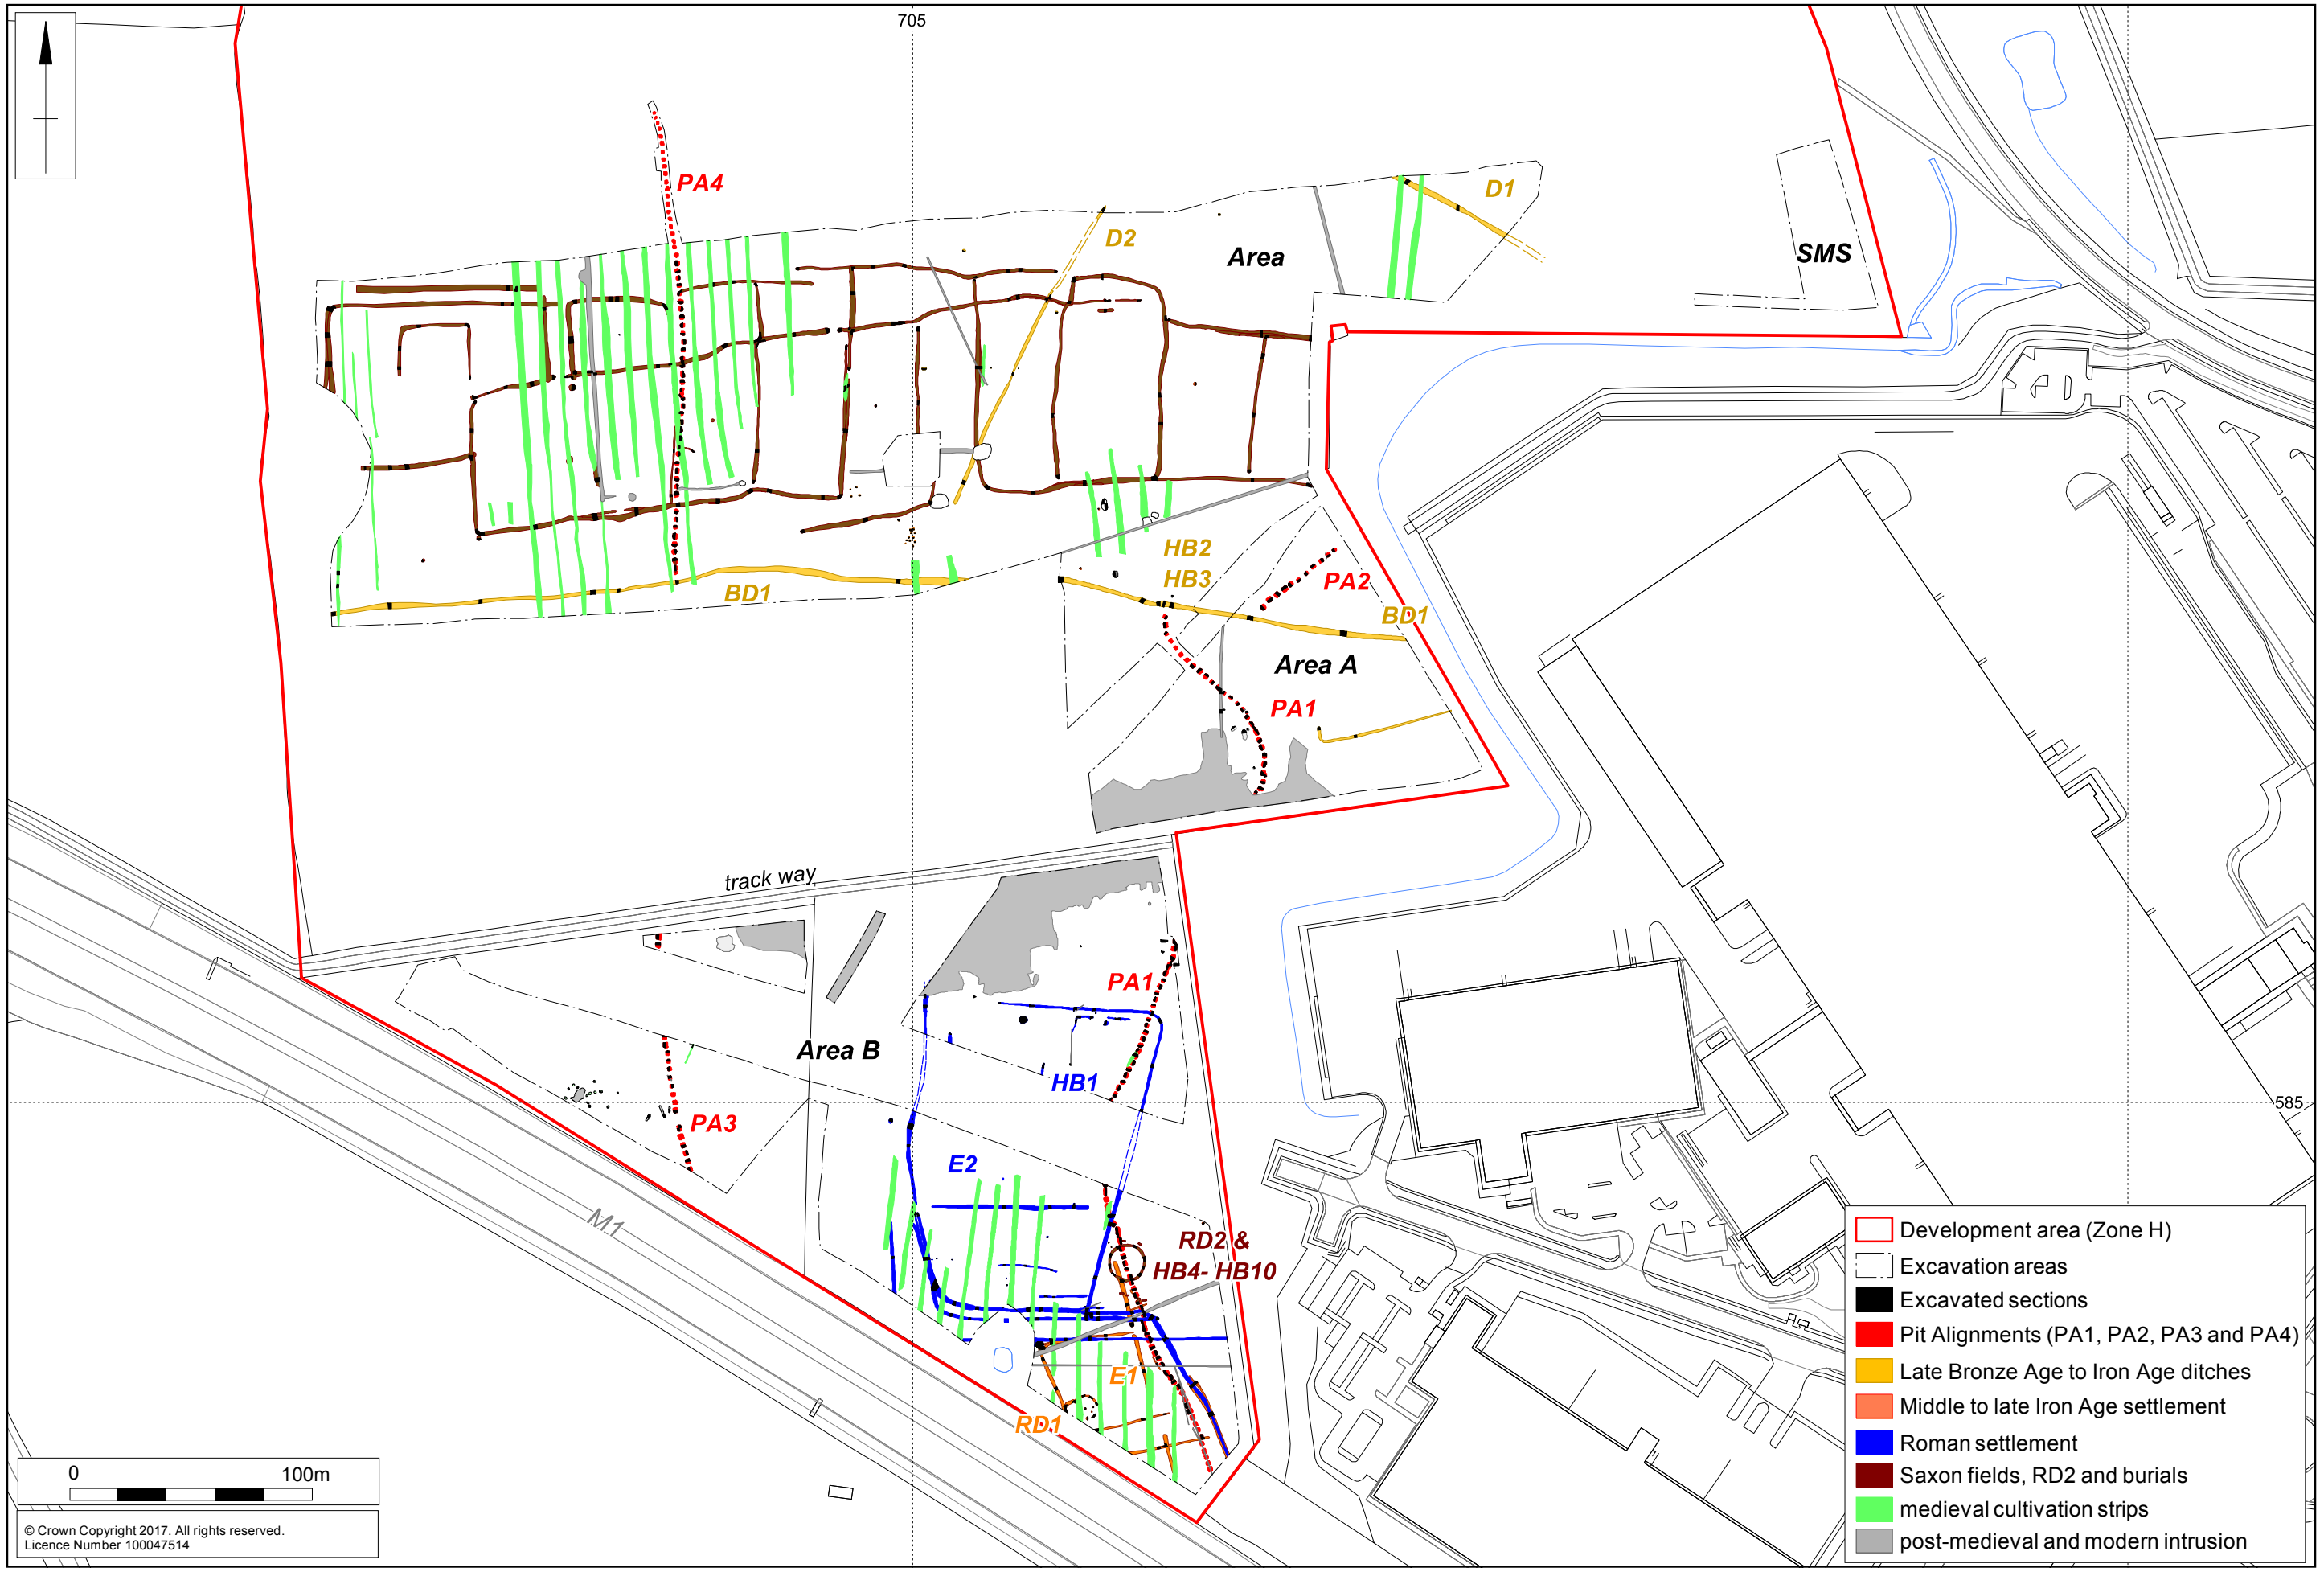 705
PA4
D1
D2
Area
SMS
HB2
HB3
PA2
BD1
BD1
Area A
PA1
track way
PA1
Area B
HB1
585
PA3
E2
M1
RD2 &
HB4- HB10
E1
RD1
0 100m
© Crown Copyright 2017. All rights reserved.
Licence Number 100047514
Development area (Zone H)
Excavation areas
Excavated sections
Pit Alignments (PA1, PA2, PA3 and PA4)
Late Bronze Age to Iron Age ditches
Middle to late Iron Age settlement
Roman settlement
Saxon fields, RD2 and burials
medieval cultivation strips
post-medieval and modern intrusion